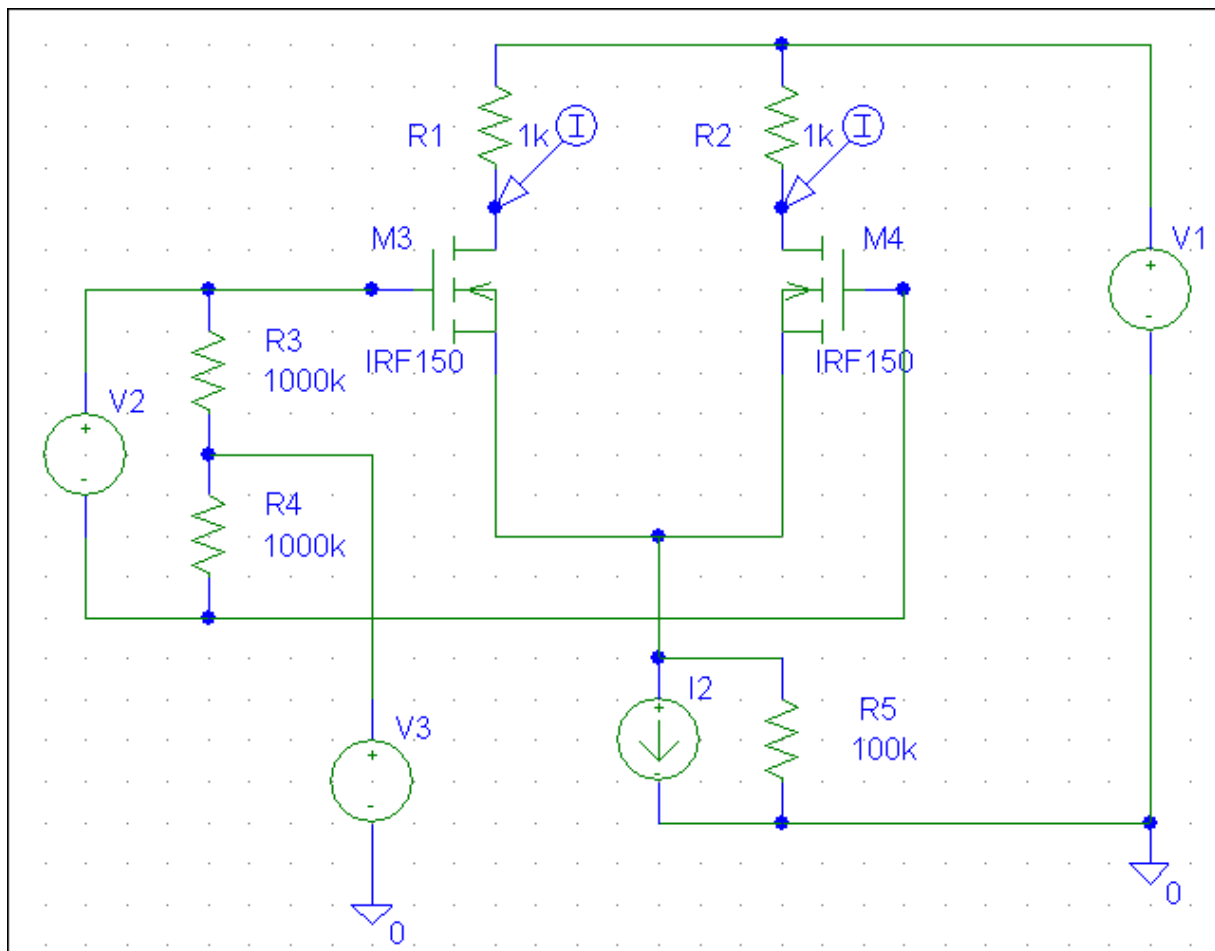 R1
1k
I
R2
1k
I
M3
M4
V1
+
-
R3
1000k
IRF150
IRF150
V2
+
-
R4
1000k
I2
+
-
R5
100k
V3
+
-
0
0